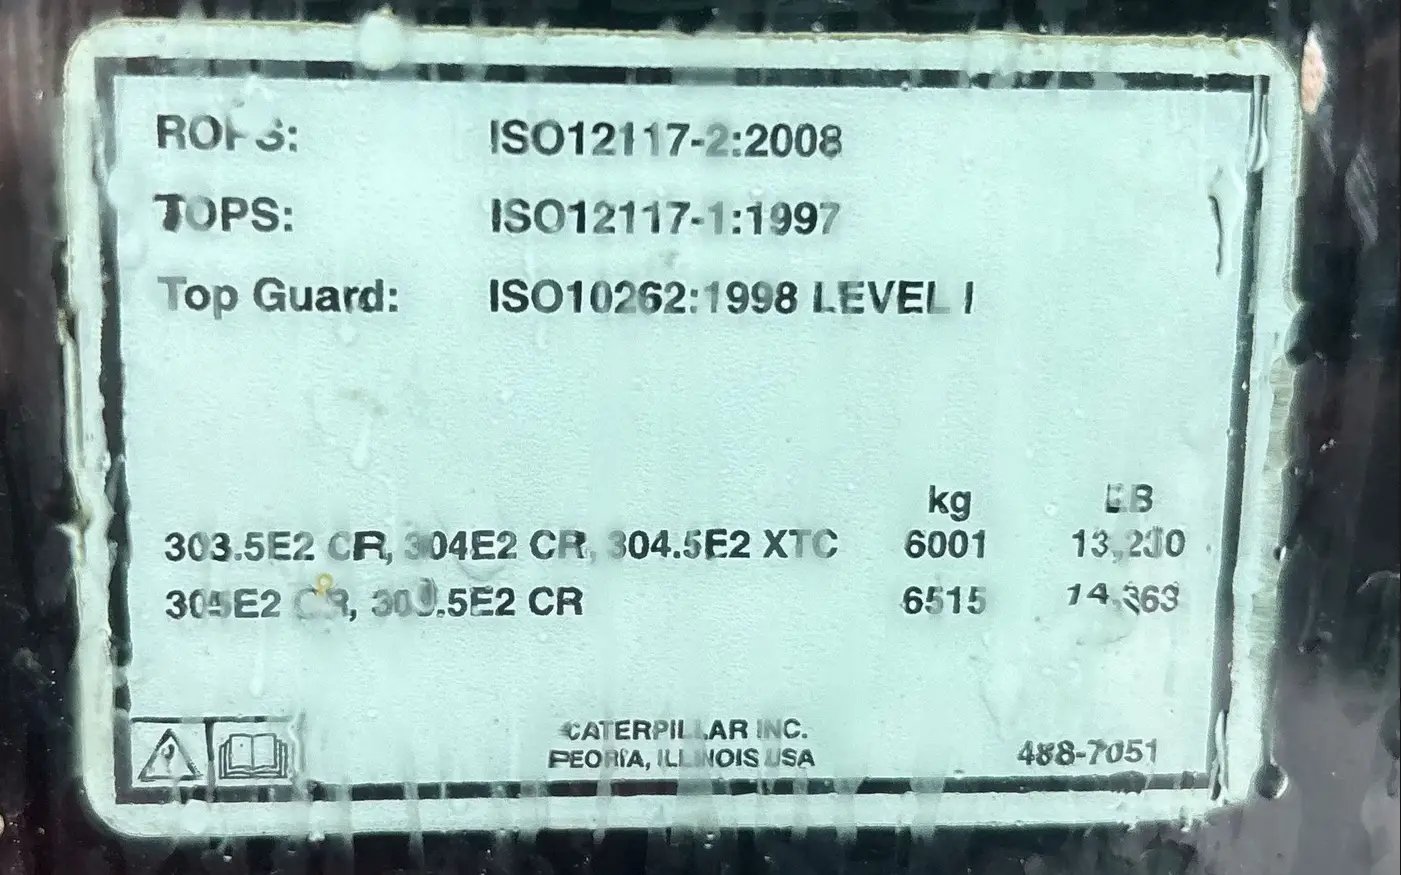 ROPS: ISO12117-2:2008
TOPS: ISO12117-1:1997
Top Guard: ISO10262:1998 LEVEL I
kg LB
303.5E2 CR, 304E2 CR, 304.5E2 XTC 6001 13,230
305E2 CR, 5E2 CR 6515 14,363
CATERPILLAR INC.
PEORIA, ILLINOIS USA
488-7051